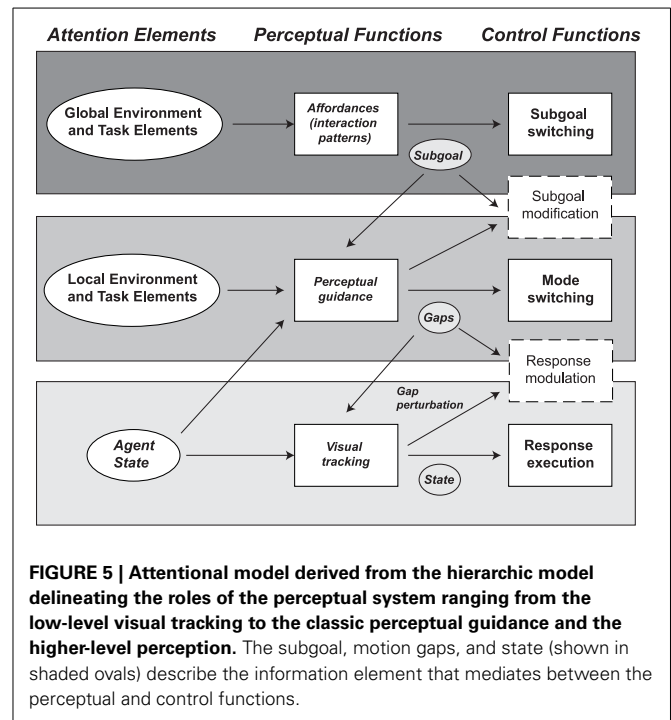 Attention Elements Perceptual Functions Control Functions
Global Environment
and Task Elements
Affordances
(interaction
patterns)
Subgoal
switching
Subgoal
Subgoal
modification
Local Environment
and Task Elements
Perceptual
guidance
Mode
switching
Gaps
Response
modulation
Gap
perturbation
Agent
State
Visual
tracking
Response
execution
State
FIGURE 5 | Attentional model derived from the hierarchic model
delineating the roles of the perceptual system ranging from the
low-level visual tracking to the classic perceptual guidance and the
higher-level perception. The subgoal, motion gaps, and state (shown in
shaded ovals) describe the information element that mediates between the
perceptual and control functions.